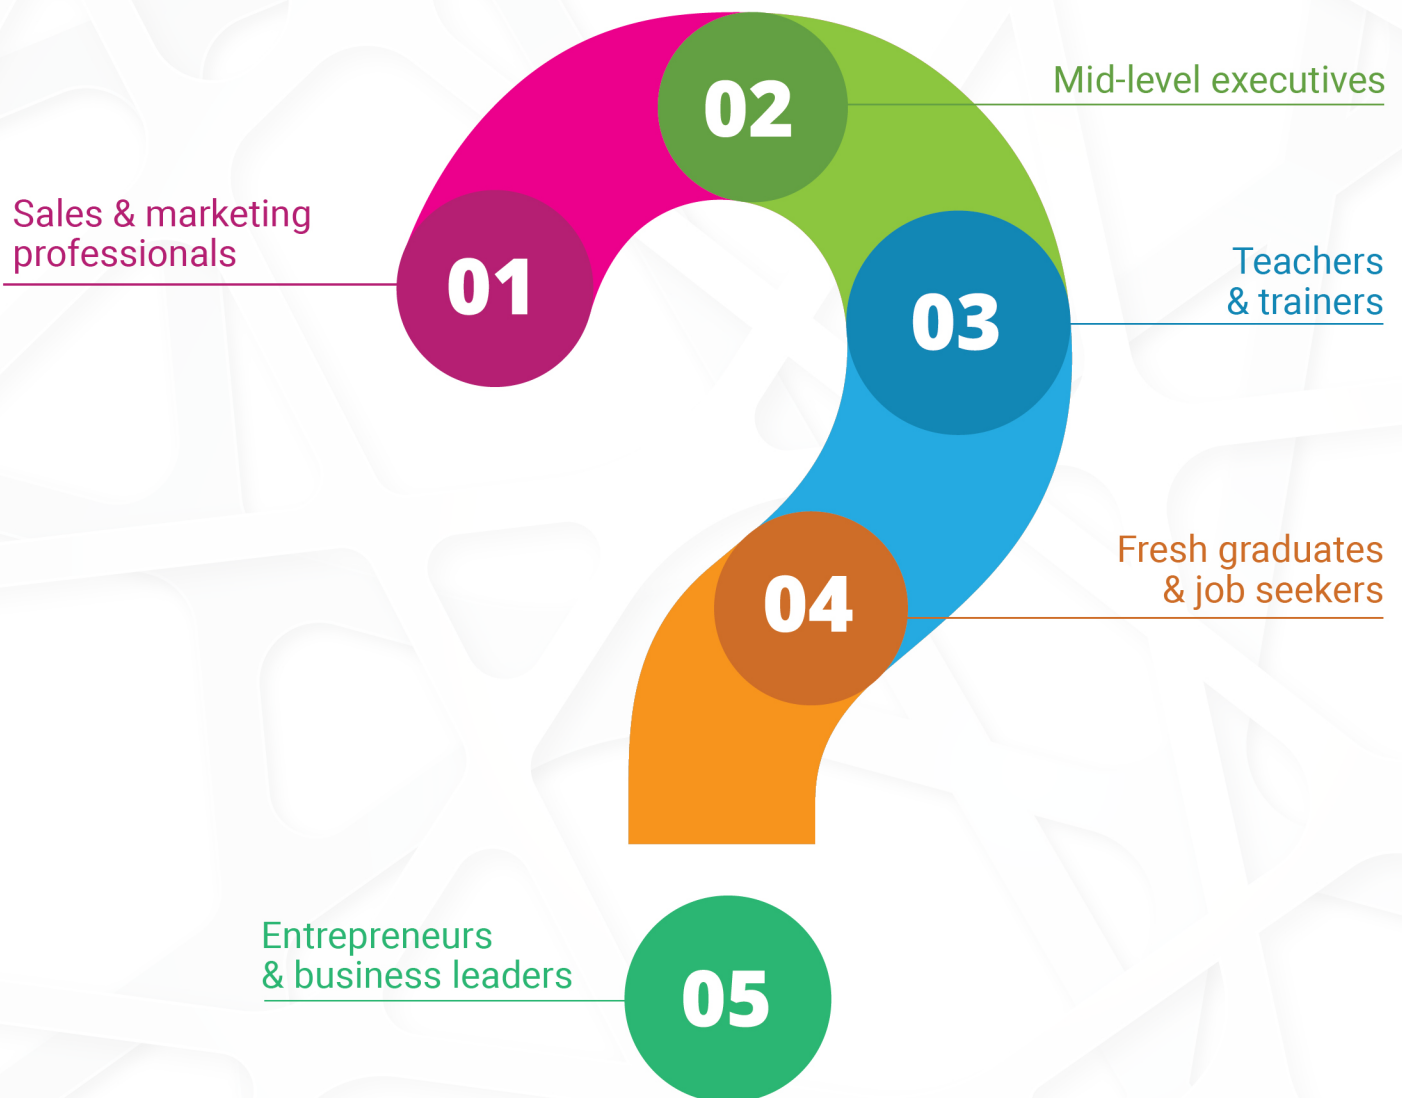 01
Sales & marketing
professionals
02
Mid-level executives
03
Teachers
& trainers
04
Fresh graduates
& job seekers
05
Entrepreneurs
& business leaders